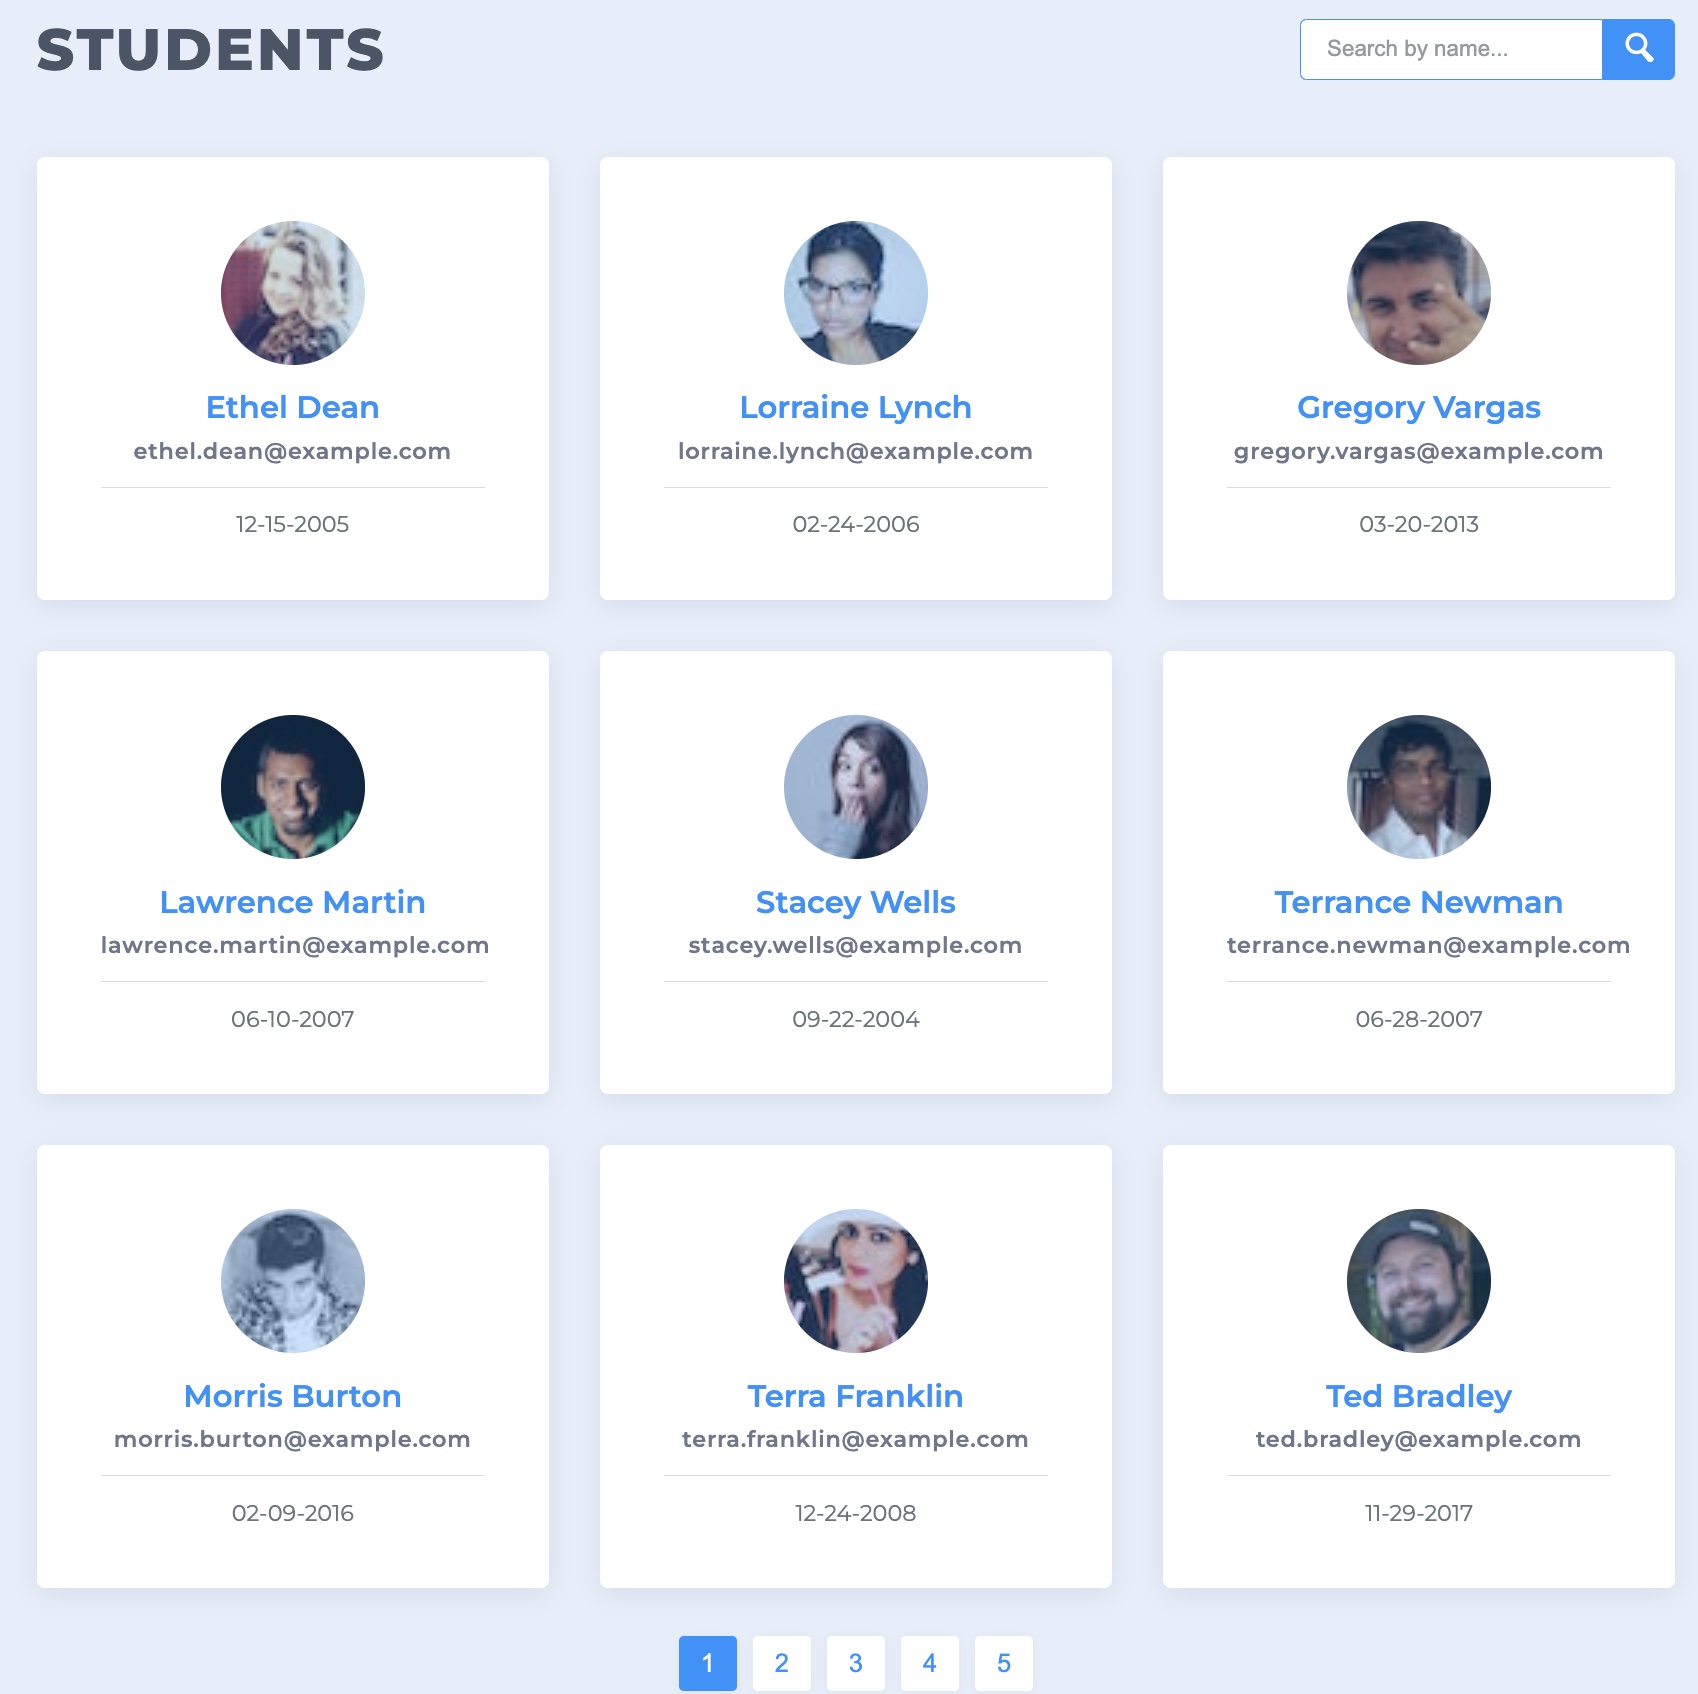 STUDENTS
Search by name...
Ethel Dean
ethel.dean@example.com
12-15-2005
Lorraine Lynch
lorraine.lynch@example.com
02-24-2006
Gregory Vargas
gregory.vargas@example.com
03-20-2013
Lawrence Martin
lawrence.martin@example.com
06-10-2007
Stacey Wells
stacey.wells@example.com
09-22-2004
Terrance Newman
terrance.newman@example.com
06-28-2007
Morris Burton
morris.burton@example.com
02-09-2016
Terra Franklin
terra.franklin@example.com
12-24-2008
Ted Bradley
ted.bradley@example.com
11-29-2017
1 2 3 4 5